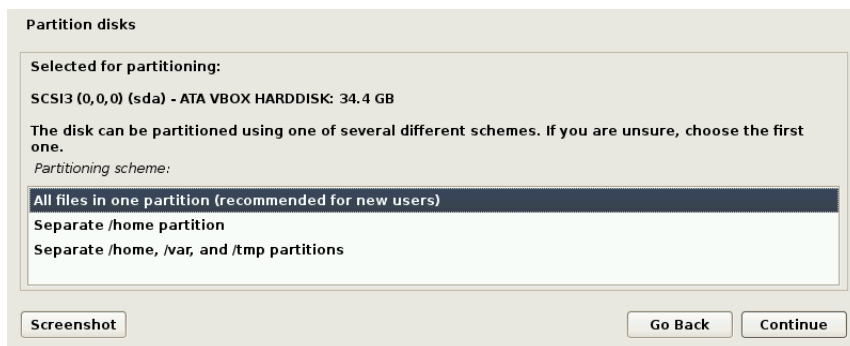 Partition disks
Selected for partitioning:
SCSI3 (0,0,0) (sda) - ATA VBOX HARDDISK: 34.4 GB
The disk can be partitioned using one of several different schemes. If you are unsure, choose the first
one.
Partitioning scheme:
All files in one partition (recommended for new users)
Separate /home partition
Separate /home, /var, and /tmp partitions
Screenshot
Go Back
Continue